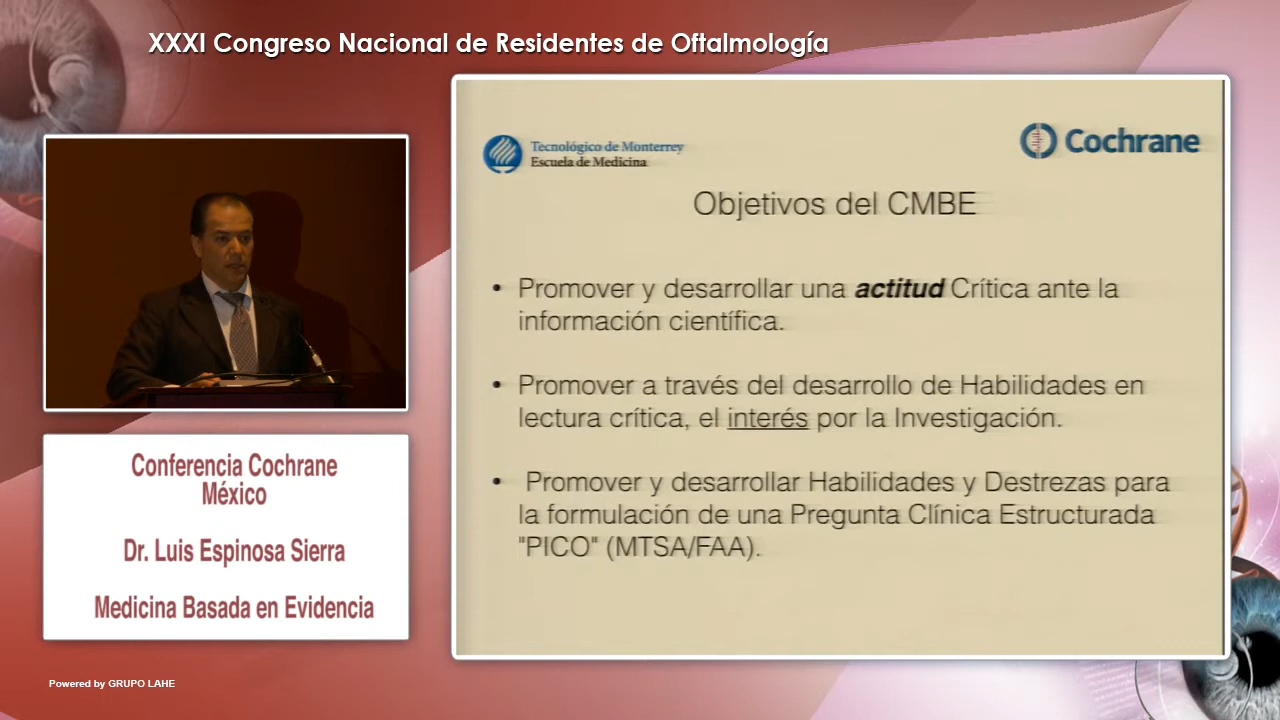 XXXI Congreso Nacional de Residentes de Oftalmología
Tecnológico de Monterrey
Escuela de Medicina
Cochrane
Objetivos del CMBE
• Promover y desarrollar una actitud Crítica ante la
información científica.
• Promover a través del desarrollo de Habilidades en
lectura crítica, el interés por la Investigación.
• Promover y desarrollar Habilidades y Destrezas para
la formulación de una Pregunta Clínica Estructurada
"PICO" (MTSA/FAA).
Conferencia Cochrane
México
Dr. Luis Espinosa Sierra
Medicina Basada en Evidencia
Powered by GRUPO LAHE